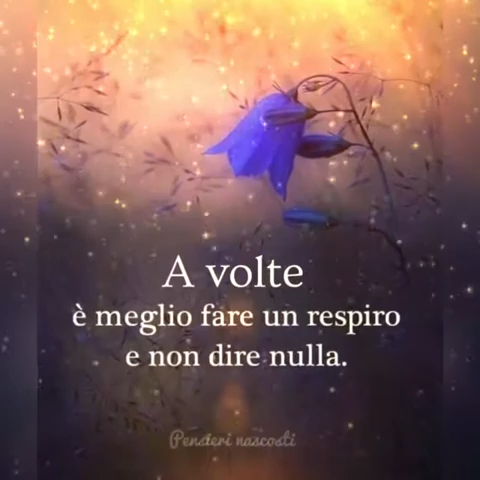 A volte
è meglio fare un respiro
e non dire nulla.
Pensieri nascosti